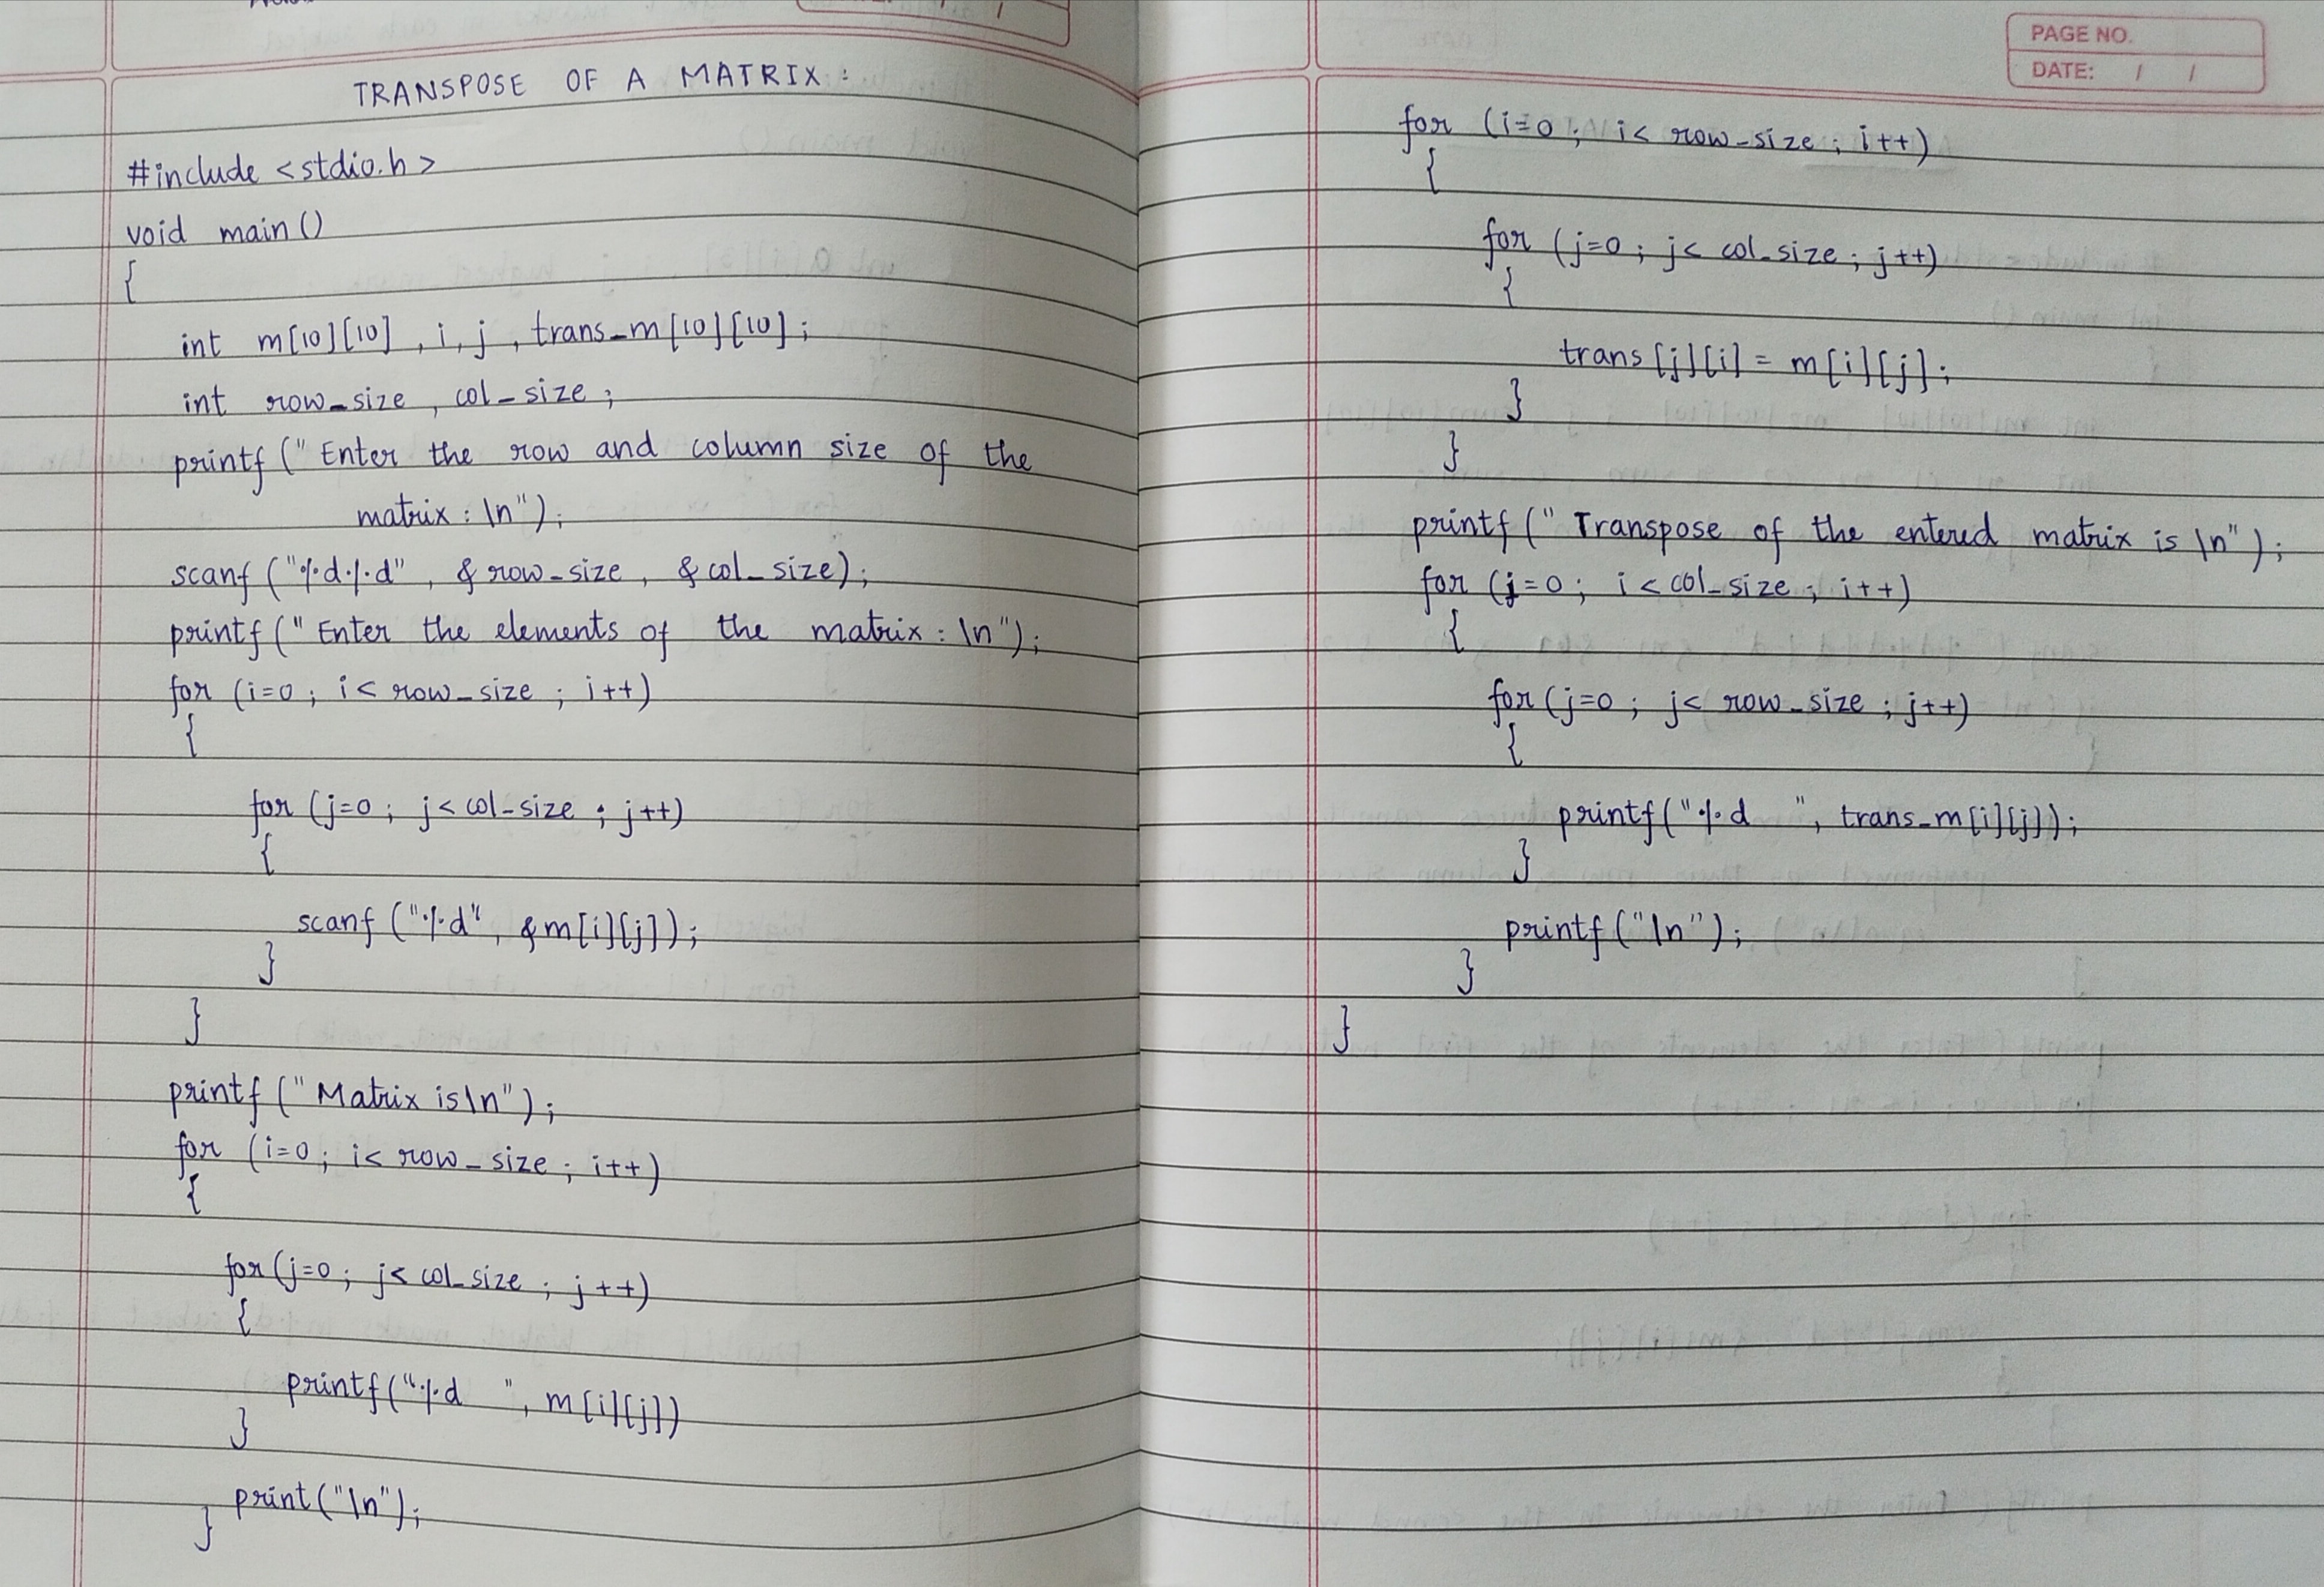 TRANSPOSE OF A MATRIX :
#include <stdio.h>
void main ()
{
int m[10][10] , i, j , trans_m[10][10] ;
int row_size , col_size ;
printf (" Enter the row and column size of the
matrix : \n") ;
scanf ("%d%d" , & row_size , & col_size) ;
printf (" Enter the elements of the matrix : \n") ;
for (i=0 ; i< row_size ; i++)
{
for (j=0 ; j< col_size ; j++)
{
scanf ("%d" , &m[i][j]) ;
}
}
printf (" Matrix is\n") ;
for (i=0 ; i< row_size ; i++)
{
for (j=0 ; j< col_size ; j++)
{
printf("%d ", m[i][j])
}
print("\n") ;
}
PAGE NO.
DATE: / /
for (i=0 ; i< row_size ; i++)
{
for (j=0 ; j< col_size ; j++)
{
trans[j][i] = m[i][j] ;
}
}
printf (" Transpose of the entered matrix is \n") ;
for (j=0 ; i<col_size ; i++)
{
for (j=0 ; j< row_size ; j++)
{
printf("%d ", trans_m[i][j]) ;
}
printf("\n") ;
}
}